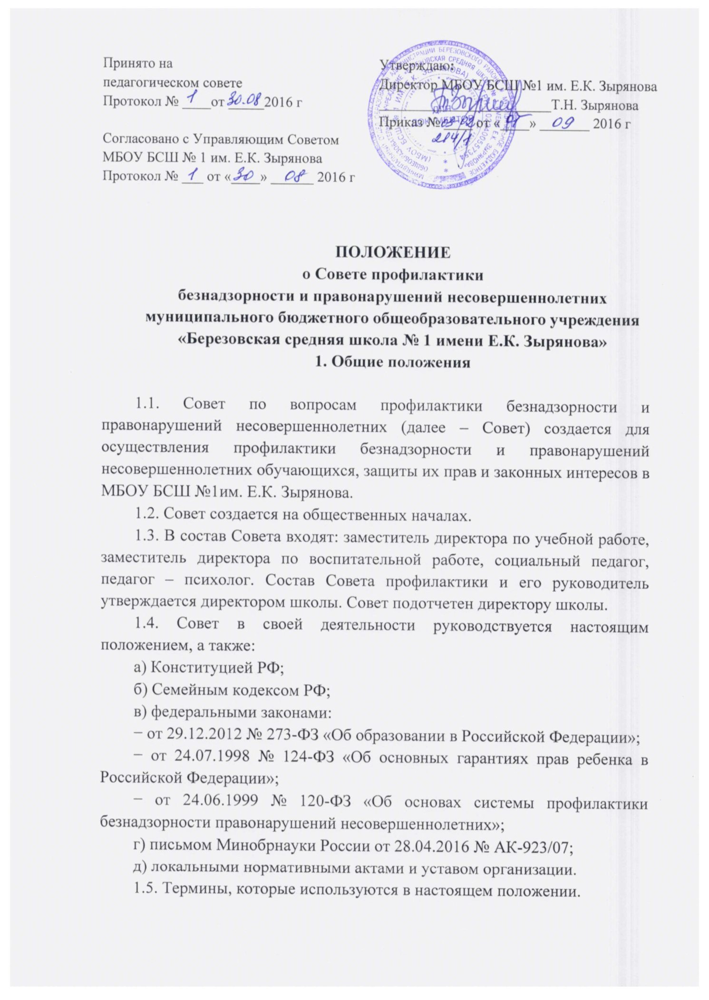 Принято на
педагогическом совете
Протокол № 1 от 30.08 2016 г
Согласовано с Управляющим Советом
МБОУ БСШ № 1 им. Е.К. Зырянова
Протокол № 1 от «30» 08 2016 г
Утверждаю:
Директор МБОУ БСШ №1 им. Е.К. Зырянова
Т.Н. Зырянова
Приказ № 03-02 от «01» 09 2016 г
214/1
ДЛЯ
ДОКУМЕНТОВ
ПОЛОЖЕНИЕ
о Совете профилактики
безнадзорности и правонарушений несовершеннолетних
муниципального бюджетного общеобразовательного учреждения
«Березовская средняя школа № 1 имени Е.К. Зырянова»
1. Общие положения
1.1. Совет по вопросам профилактики безнадзорности и
правонарушений несовершеннолетних (далее – Совет) создается для
осуществления профилактики безнадзорности и правонарушений
несовершеннолетних обучающихся, защиты их прав и законных интересов в
МБОУ БСШ №1им. Е.К. Зырянова.
1.2. Совет создается на общественных началах.
1.3. В состав Совета входят: заместитель директора по учебной работе,
заместитель директора по воспитательной работе, социальный педагог,
педагог – психолог. Состав Совета профилактики и его руководитель
утверждается директором школы. Совет подотчетен директору школы.
1.4. Совет в своей деятельности руководствуется настоящим
положением, а также:
а) Конституцией РФ;
б) Семейным кодексом РФ;
в) федеральными законами:
− от 29.12.2012 № 273-ФЗ «Об образовании в Российской Федерации»;
− от 24.07.1998 № 124-ФЗ «Об основных гарантиях прав ребенка в
Российской Федерации»;
− от 24.06.1999 № 120-ФЗ «Об основах системы профилактики
безнадзорности правонарушений несовершеннолетних»;
г) письмом Минобрнауки России от 28.04.2016 № АК-923/07;
д) локальными нормативными актами и уставом организации.
1.5. Термины, которые используются в настоящем положении.